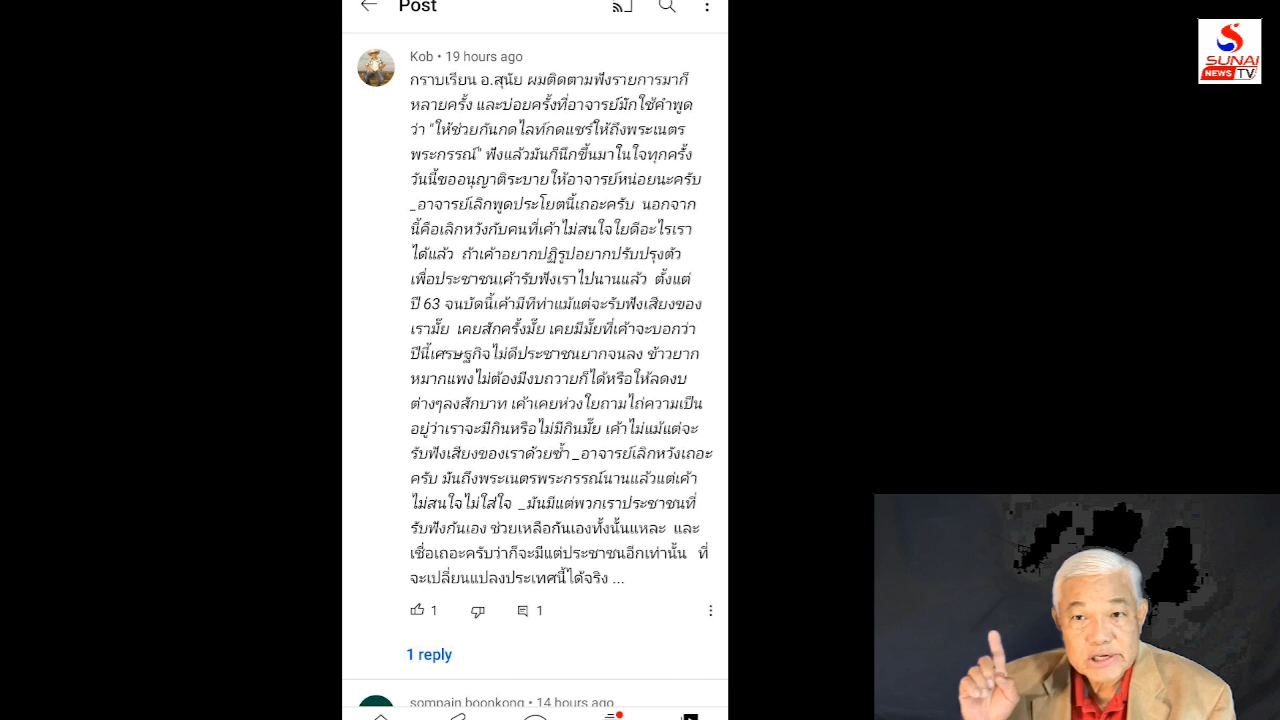 Post
SUNAI
NEWS TV
Kob • 19 hours ago
กราบเรียน อ.สุนัย ผมติดตามฟังรายการมาก็
หลายครั้ง และบ่อยครั้งที่อาจารย์มักใช้คำพูด
ว่า "ให้ช่วยกันกดไลท์กดแชร์ให้ถึงพระเนตร
พระกรรณ์" ฟังแล้วมันก็นึกขึ้นมาในใจทุกครั้ง
วันนี้ขออนุญาติระบายให้อาจารย์หน่อยนะครับ
_อาจารย์เลิกพูดประโยตนี้เถอะครับ นอกจาก
นี้คือเลิกหวังกับคนที่เค้าไม่สนใจใยดีอะไรเรา
ได้แล้ว ถ้าเค้าอยากปฏิรูปอยากปรับปรุงตัว
เพื่อประชาชนเค้ารับฟังเราไปนานแล้ว ตั้งแต่
ปี 63 จนบัดนี้เค้ามีทีท่าแม้แต่จะรับฟังเสียงของ
เรามั๊ย เคยสักครั้งมั๊ย เคยมีมั๊ยที่เค้าจะบอกว่า
ปีนี้เศรษฐกิจไม่ดีประชาชนยากจนลง ข้าวยาก
หมากแพงไม่ต้องมีงบถวายก็ได้หรือให้ลดงบ
ต่างๆลงสักบาท เค้าเคยห่วงใยถามไถ่ความเป็น
อยู่ว่าเราจะมีกินหรือไม่มีกินมั๊ย เค้าไม่แม้แต่จะ
รับฟังเสียงของเราด้วยซ้ำ _อาจารย์เลิกหวังเถอะ
ครับ มันถึงพระเนตรพระกรรณ์นานแล้วแต่เค้า
ไม่สนใจไม่ใส่ใจ _มันมีแต่พวกเราประชาชนที่
รับฟังกันเอง ช่วยเหลือกันเองทั้งนั้นแหละ และ
เชื่อเถอะครับว่าก็จะมีแต่ประชาชนอีกเท่านั้น ที่
จะเปลี่ยนแปลงประเทศนี้ได้จริง ...
1 1
1 reply
sompain boonkong • 14 hours ago